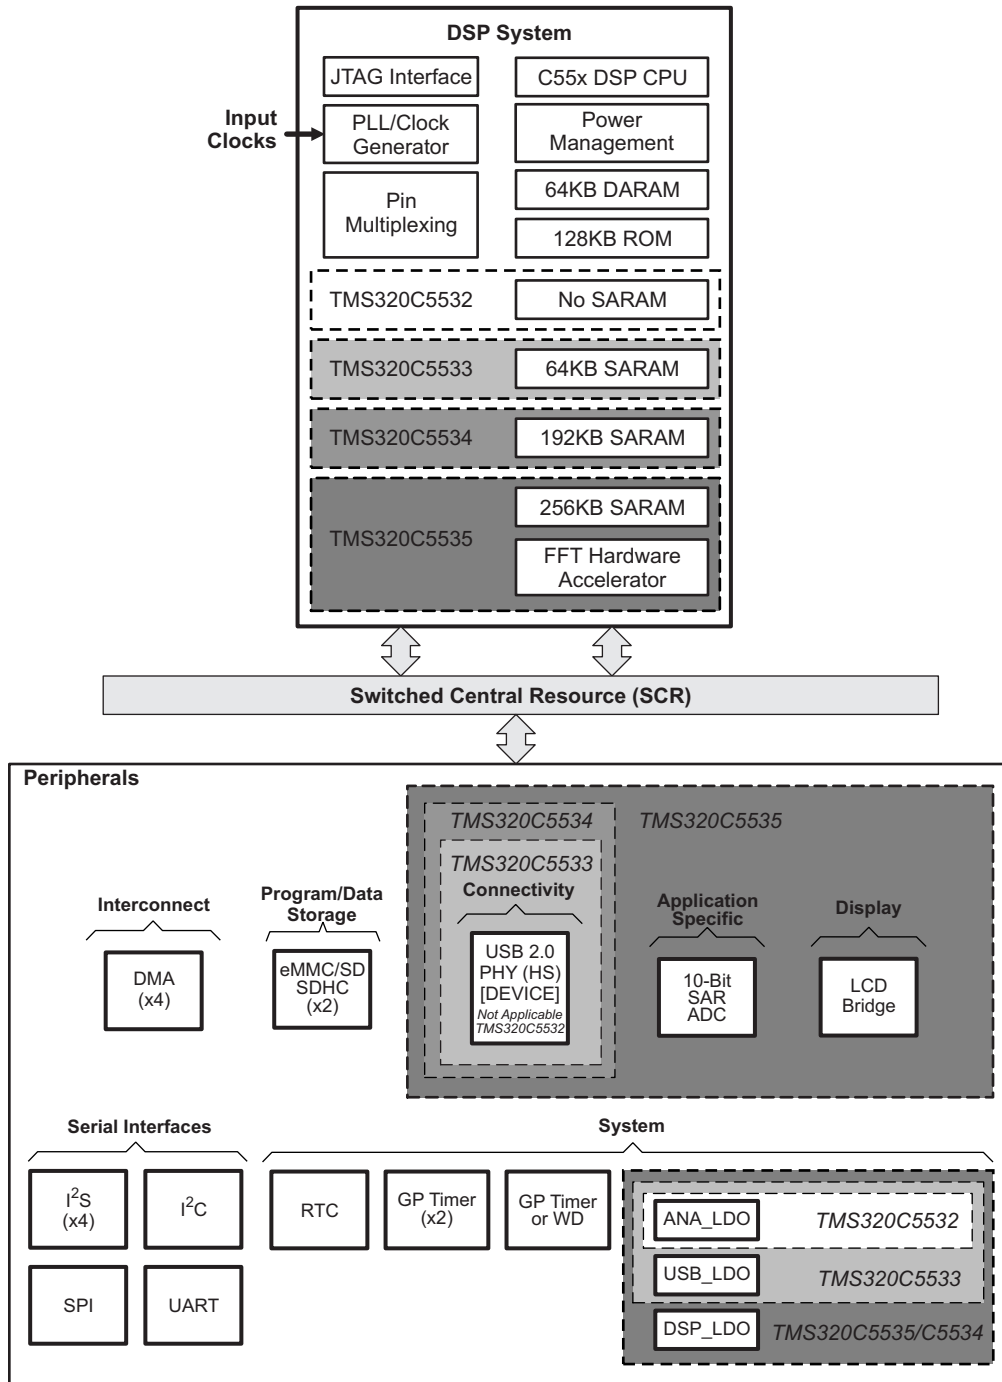 DSP System
JTAG Interface
C55x DSP CPU
Input
Clocks
PLL/Clock
Generator
Power
Management
Pin
Multiplexing
64KB DARAM
128KB ROM
TMS320C5532
No SARAM
TMS320C5533
64KB SARAM
TMS320C5534
192KB SARAM
TMS320C5535
256KB SARAM
FFT Hardware
Accelerator
Switched Central Resource (SCR)
Peripherals
TMS320C5534
TMS320C5535
TMS320C5533
Interconnect
DMA
(x4)
Program/Data
Storage
eMMC/SD
SDHC
(x2)
Connectivity
USB 2.0
PHY (HS)
[DEVICE]
Not Applicable
TMS320C5532
Application
Specific
10-Bit
SAR
ADC
Display
LCD
Bridge
Serial Interfaces
I²S
(x4)
I²C
SPI
UART
System
RTC
GP Timer
(x2)
GP Timer
or WD
ANA_LDO
TMS320C5532
USB_LDO
TMS320C5533
DSP_LDO
TMS320C5535/C5534